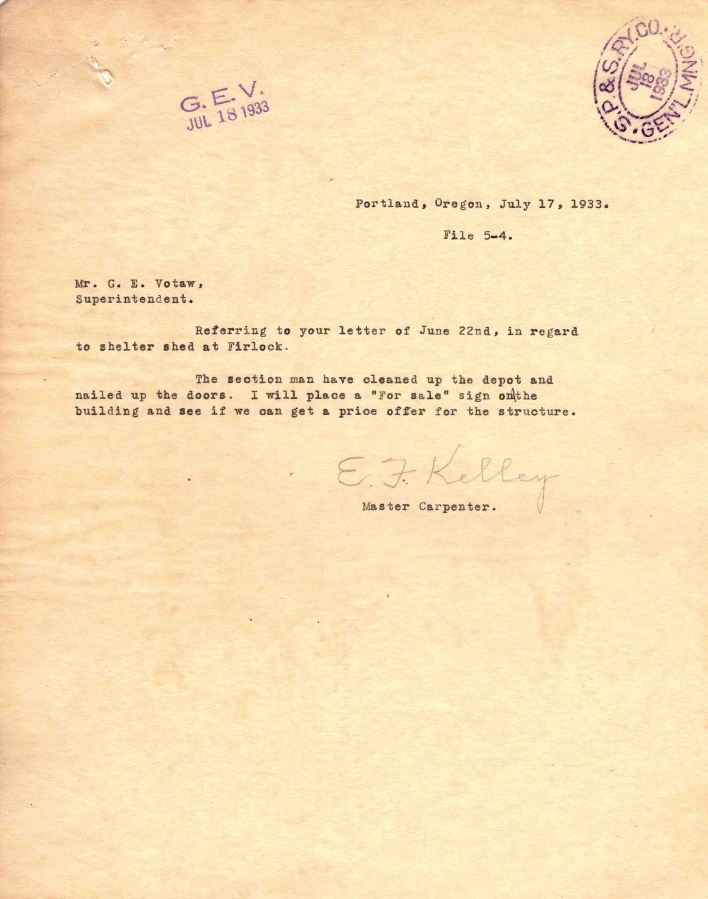 G. E. V.
JUL 18 1933
S.P. & S. RY. CO. · GEN'L MNG'R ·
JUL
18
1933
Portland, Oregon, July 17, 1933.
File 5-4.
Mr. G. E. Votaw,
Superintendent.
Referring to your letter of June 22nd, in regard
to shelter shed at Firlock.
The section man have cleaned up the depot and
nailed up the doors. I will place a "For sale" sign on|the
building and see if we can get a price offer for the structure.
E. F. Kelley
Master Carpenter.